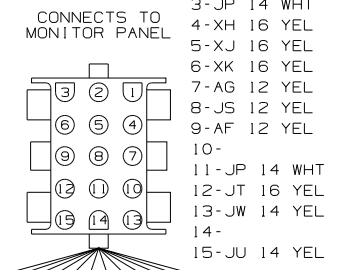 CONNECTS TO
MONITOR PANEL
3 2 1
6 5 4
9 8 7
12 11 10
15 14 13
3-JP 14 WHT
4-XH 16 YEL
5-XJ 16 YEL
6-XK 16 YEL
7-AG 12 YEL
8-JS 12 YEL
9-AF 12 YEL
10-
11-JP 14 WHT
12-JT 16 YEL
13-JW 14 YEL
14-
15-JU 14 YEL